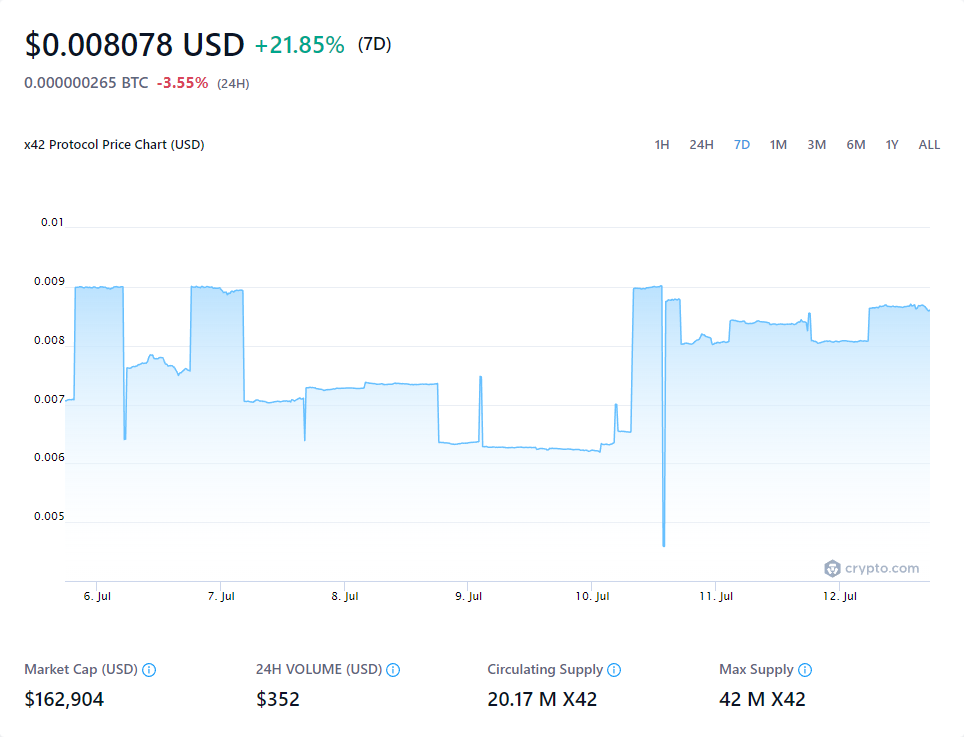 $0.008078 USD +21.85% (7D)
0.000000265 BTC -3.55% (24H)
x42 Protocol Price Chart (USD) 1H 24H 7D 1M 3M 6M 1Y ALL
0.01
0.009
0.008
0.007
0.006
0.005
crypto.com
6. Jul 7. Jul 8. Jul 9. Jul 10. Jul 11. Jul 12. Jul
Market Cap (USD) 24H VOLUME (USD) Circulating Supply Max Supply
$162,904 $352 20.17 M X42 42 M X42